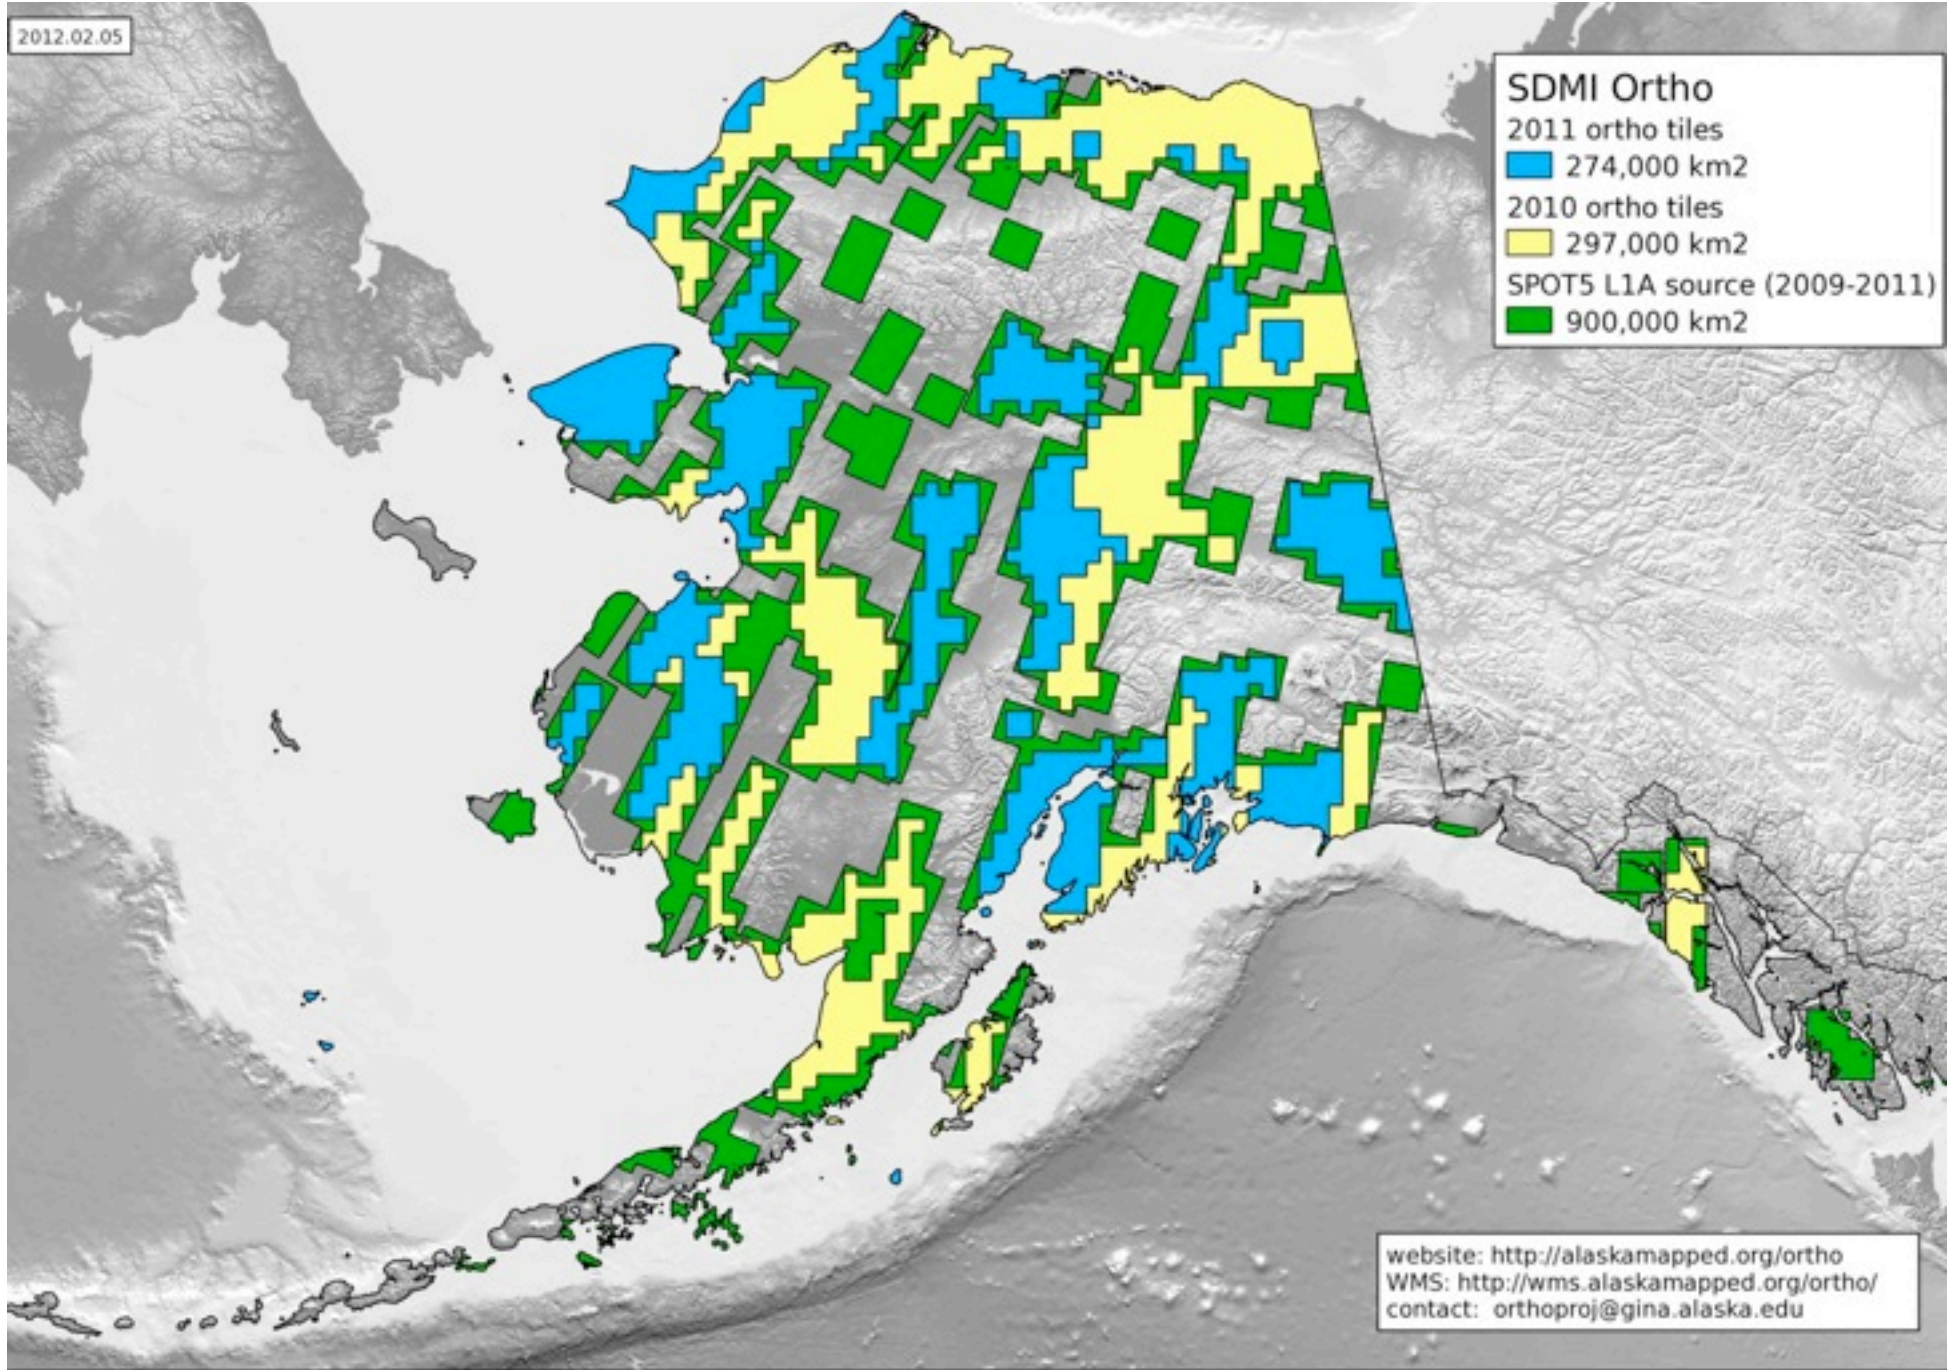 2012.02.05
SDMI Ortho
2011 ortho tiles
274,000 km2
2010 ortho tiles
297,000 km2
SPOT5 L1A source (2009-2011)
900,000 km2
website: http://alaskamapped.org/ortho
WMS: http://wms.alaskamapped.org/ortho/
contact: orthoproj@gina.alaska.edu